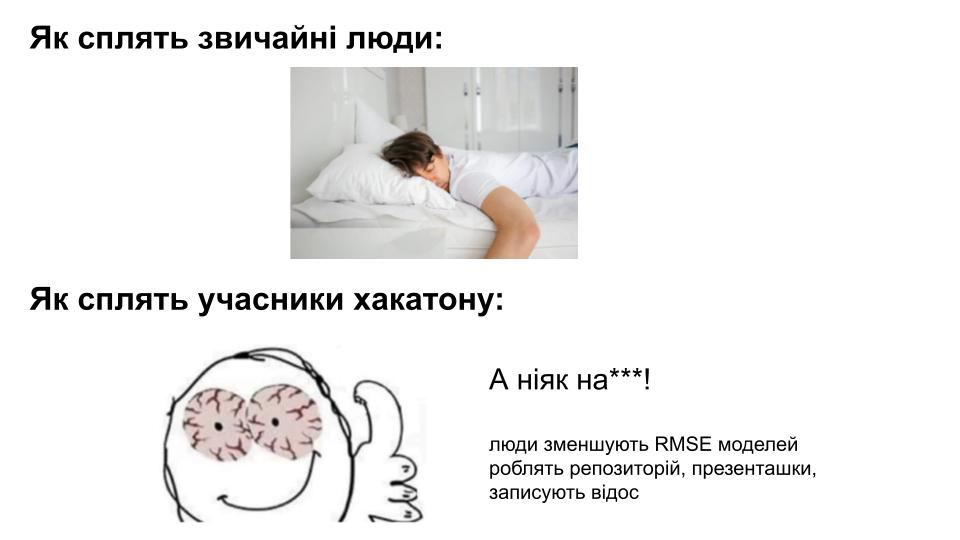 Як сплять звичайні люди:
Як сплять учасники хакатону:
А ніяк на***!
люди зменшують RMSE моделей
роблять репозиторій, презенташки,
записують відос